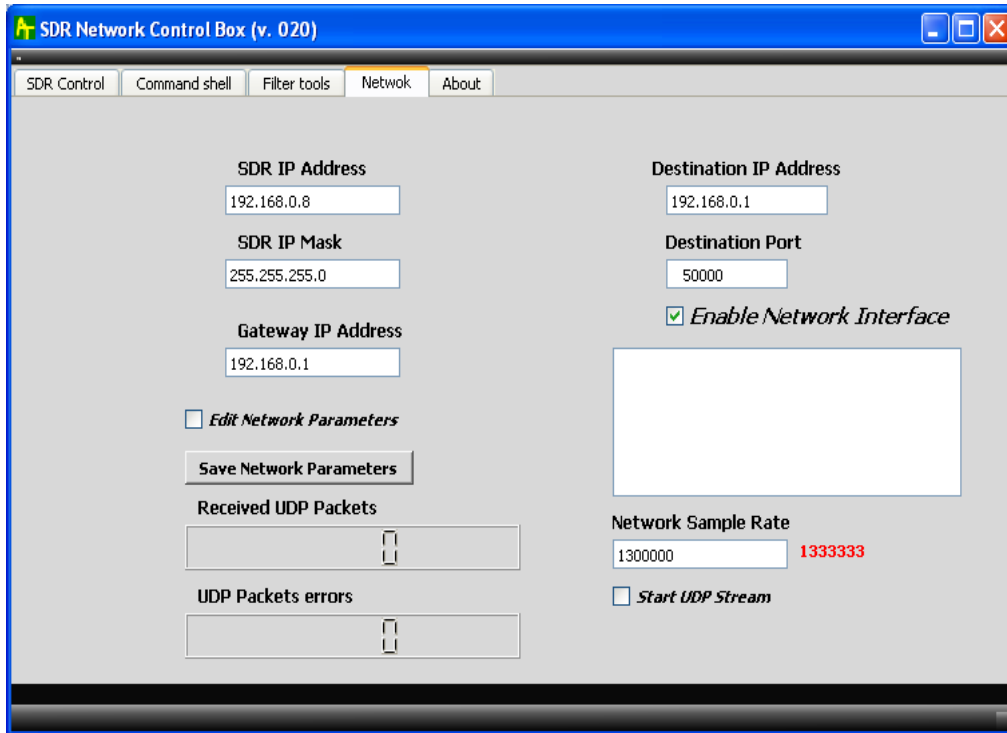 SDR Network Control Box (v. 020)
SDR Control
Command shell
Filter tools
Netwok
About
SDR IP Address
192.168.0.8
SDR IP Mask
255.255.255.0
Gateway IP Address
192.168.0.1
Edit Network Parameters
Save Network Parameters
Received UDP Packets
0
UDP Packets errors
0
Destination IP Address
192.168.0.1
Destination Port
50000
Enable Network Interface
Network Sample Rate
1300000
1333333
Start UDP Stream